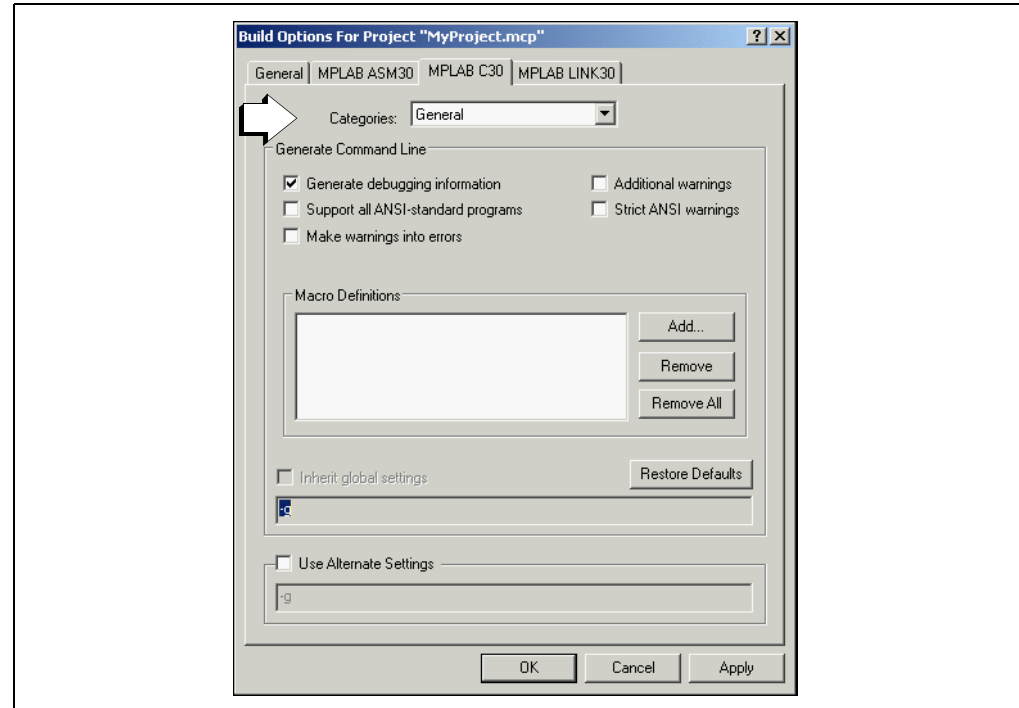 Build Options For Project "MyProject.mcp"
General MPLAB ASM30 MPLAB C30 MPLAB LINK30
Categories: General
Generate Command Line
Generate debugging information Additional warnings
Support all ANSI-standard programs Strict ANSI warnings
Make warnings into errors
Macro Definitions
Add...
Remove
Remove All
Inherit global settings Restore Defaults
-g
Use Alternate Settings
-g
OK Cancel Apply